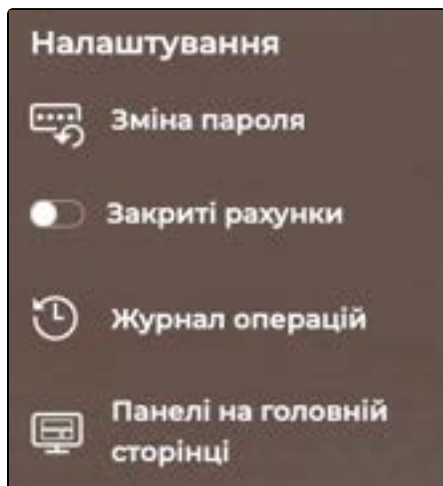 Налаштування
Зміна пароля
Закриті рахунки
Журнал операцій
Панелі на головній
сторінці